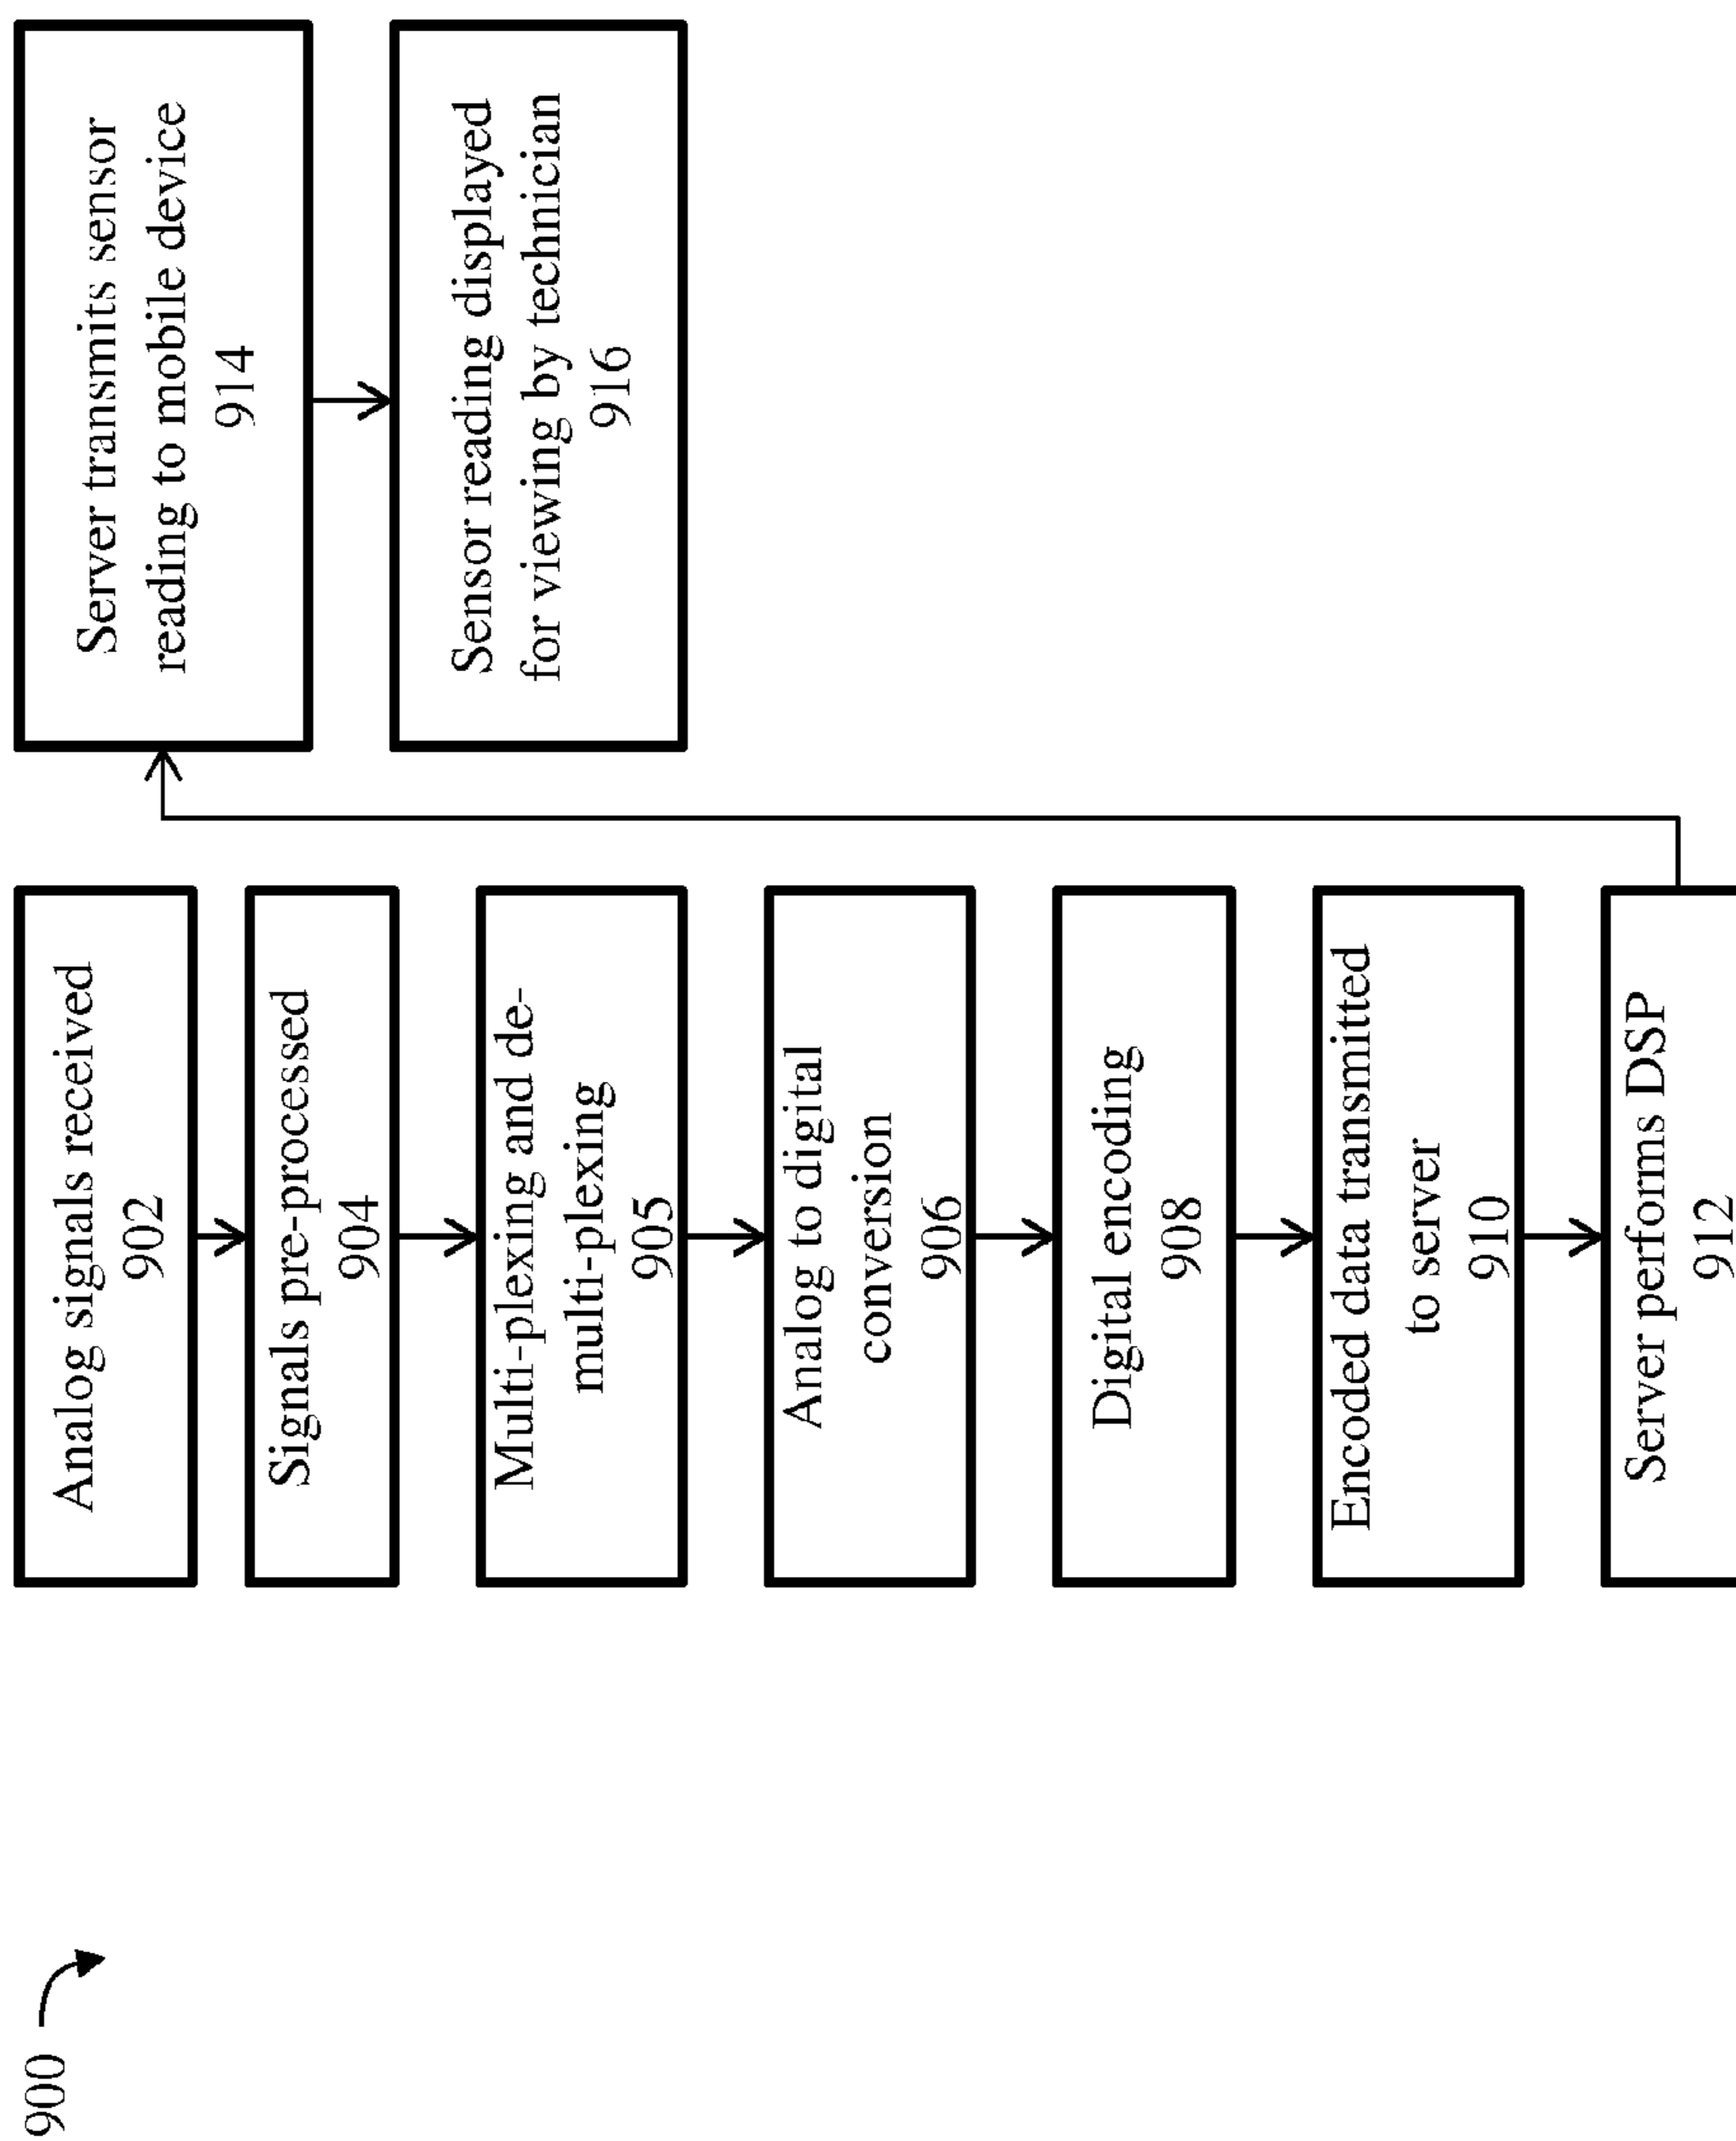 900
Analog signals received
902
Signals pre-processed
904
Multi-plexing and de-
multi-plexing
905
Analog to digital
conversion
906
Digital encoding
908
Encoded data transmitted
to server
910
Server performs DSP
912
Server transmits sensor
reading to mobile device
914
Sensor reading displayed
for viewing by technician
916